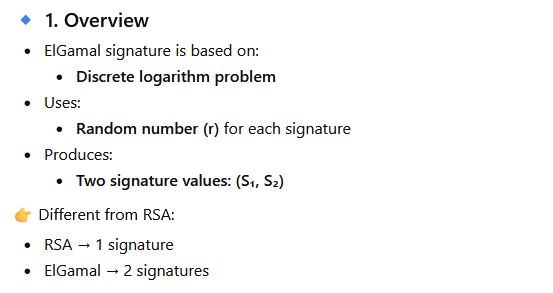 🔹 1. Overview
• ElGamal signature is based on:
• Discrete logarithm problem
• Uses:
• Random number (r) for each signature
• Produces:
• Two signature values: (S₁, S₂)
👉 Different from RSA:
• RSA → 1 signature
• ElGamal → 2 signatures